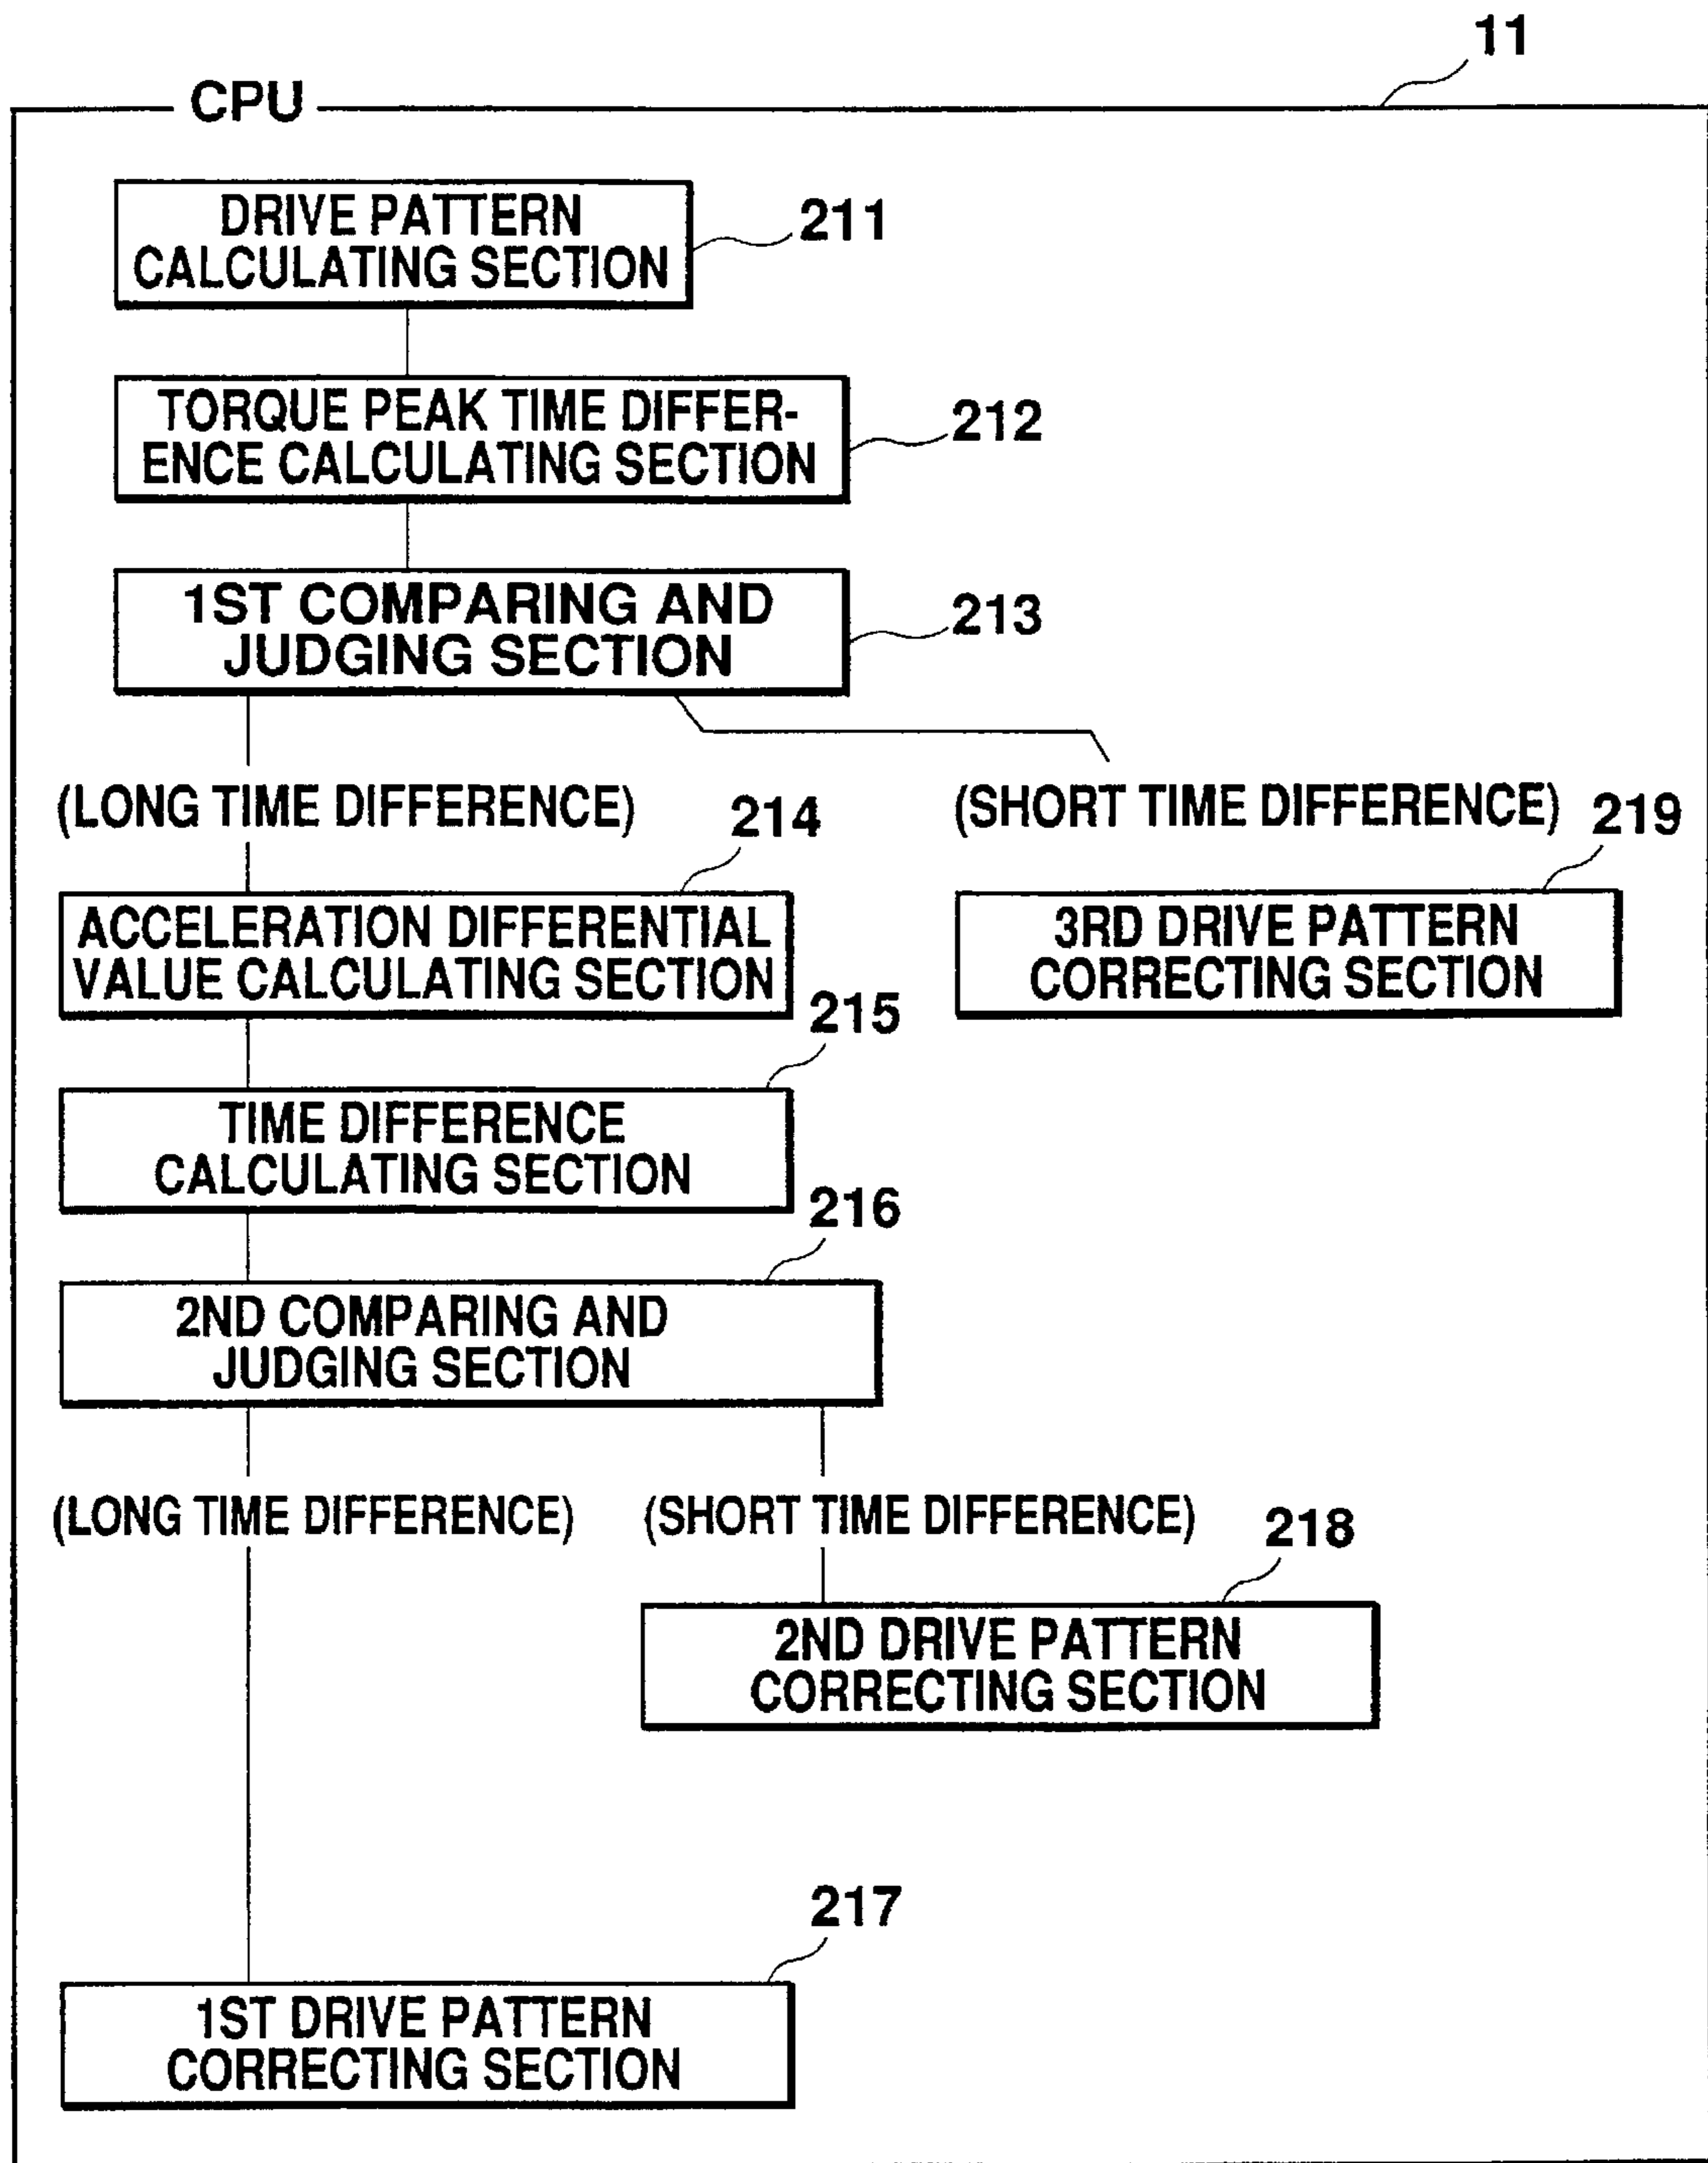 11
CPU
DRIVE PATTERN
CALCULATING SECTION
211
TORQUE PEAK TIME DIFFER-
ENCE CALCULATING SECTION
212
1ST COMPARING AND
JUDGING SECTION
213
(LONG TIME DIFFERENCE)
214
(SHORT TIME DIFFERENCE)
219
ACCELERATION DIFFERENTIAL
VALUE CALCULATING SECTION
3RD DRIVE PATTERN
CORRECTING SECTION
215
TIME DIFFERENCE
CALCULATING SECTION
216
2ND COMPARING AND
JUDGING SECTION
(LONG TIME DIFFERENCE)
(SHORT TIME DIFFERENCE)
218
2ND DRIVE PATTERN
CORRECTING SECTION
217
1ST DRIVE PATTERN
CORRECTING SECTION